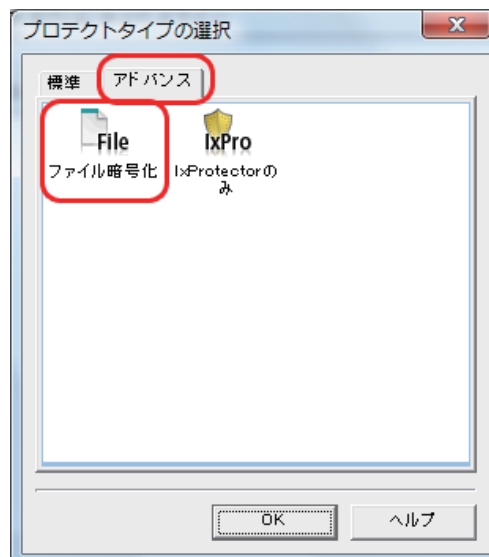 プロテクトタイプの選択
標準 アドバンス
File IxPro
ファイル暗号化 IxProtectorの
み
OK ヘルプ